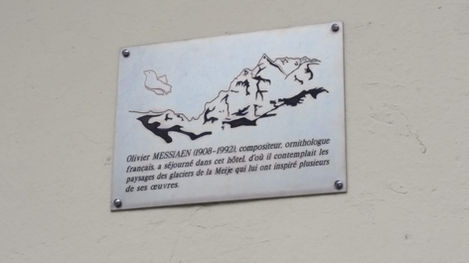 Olivier MESSIAEN (1908-1992), compositeur, ornithologue
français, a séjourné dans cet hôtel, d'où il contemplait les
paysages des glaciers de la Meije qui lui ont inspiré plusieurs
de ses œuvres.